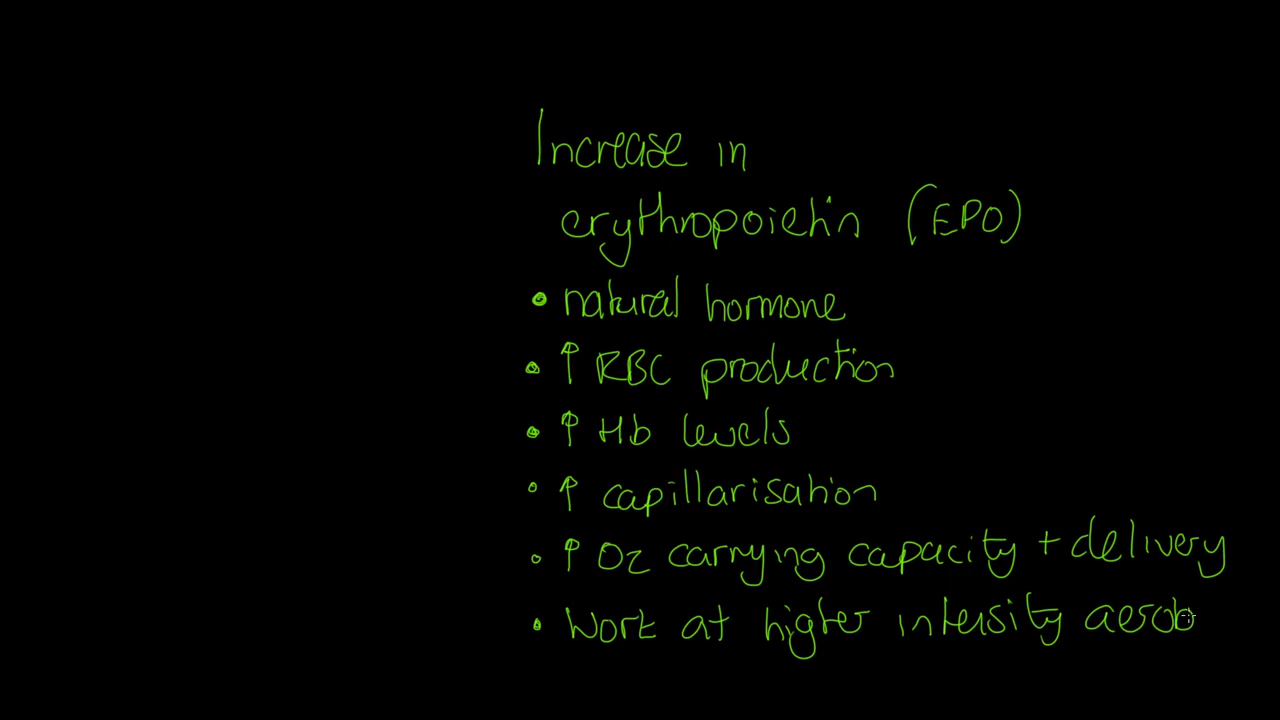 Increase in
erythropoietin (EPO)
• natural hormone
• ↑ RBC production
• ↑ Hb levels
• ↑ capillarisation
• ↑ O2 carrying capacity + delivery
• Work at higher intensity aerob